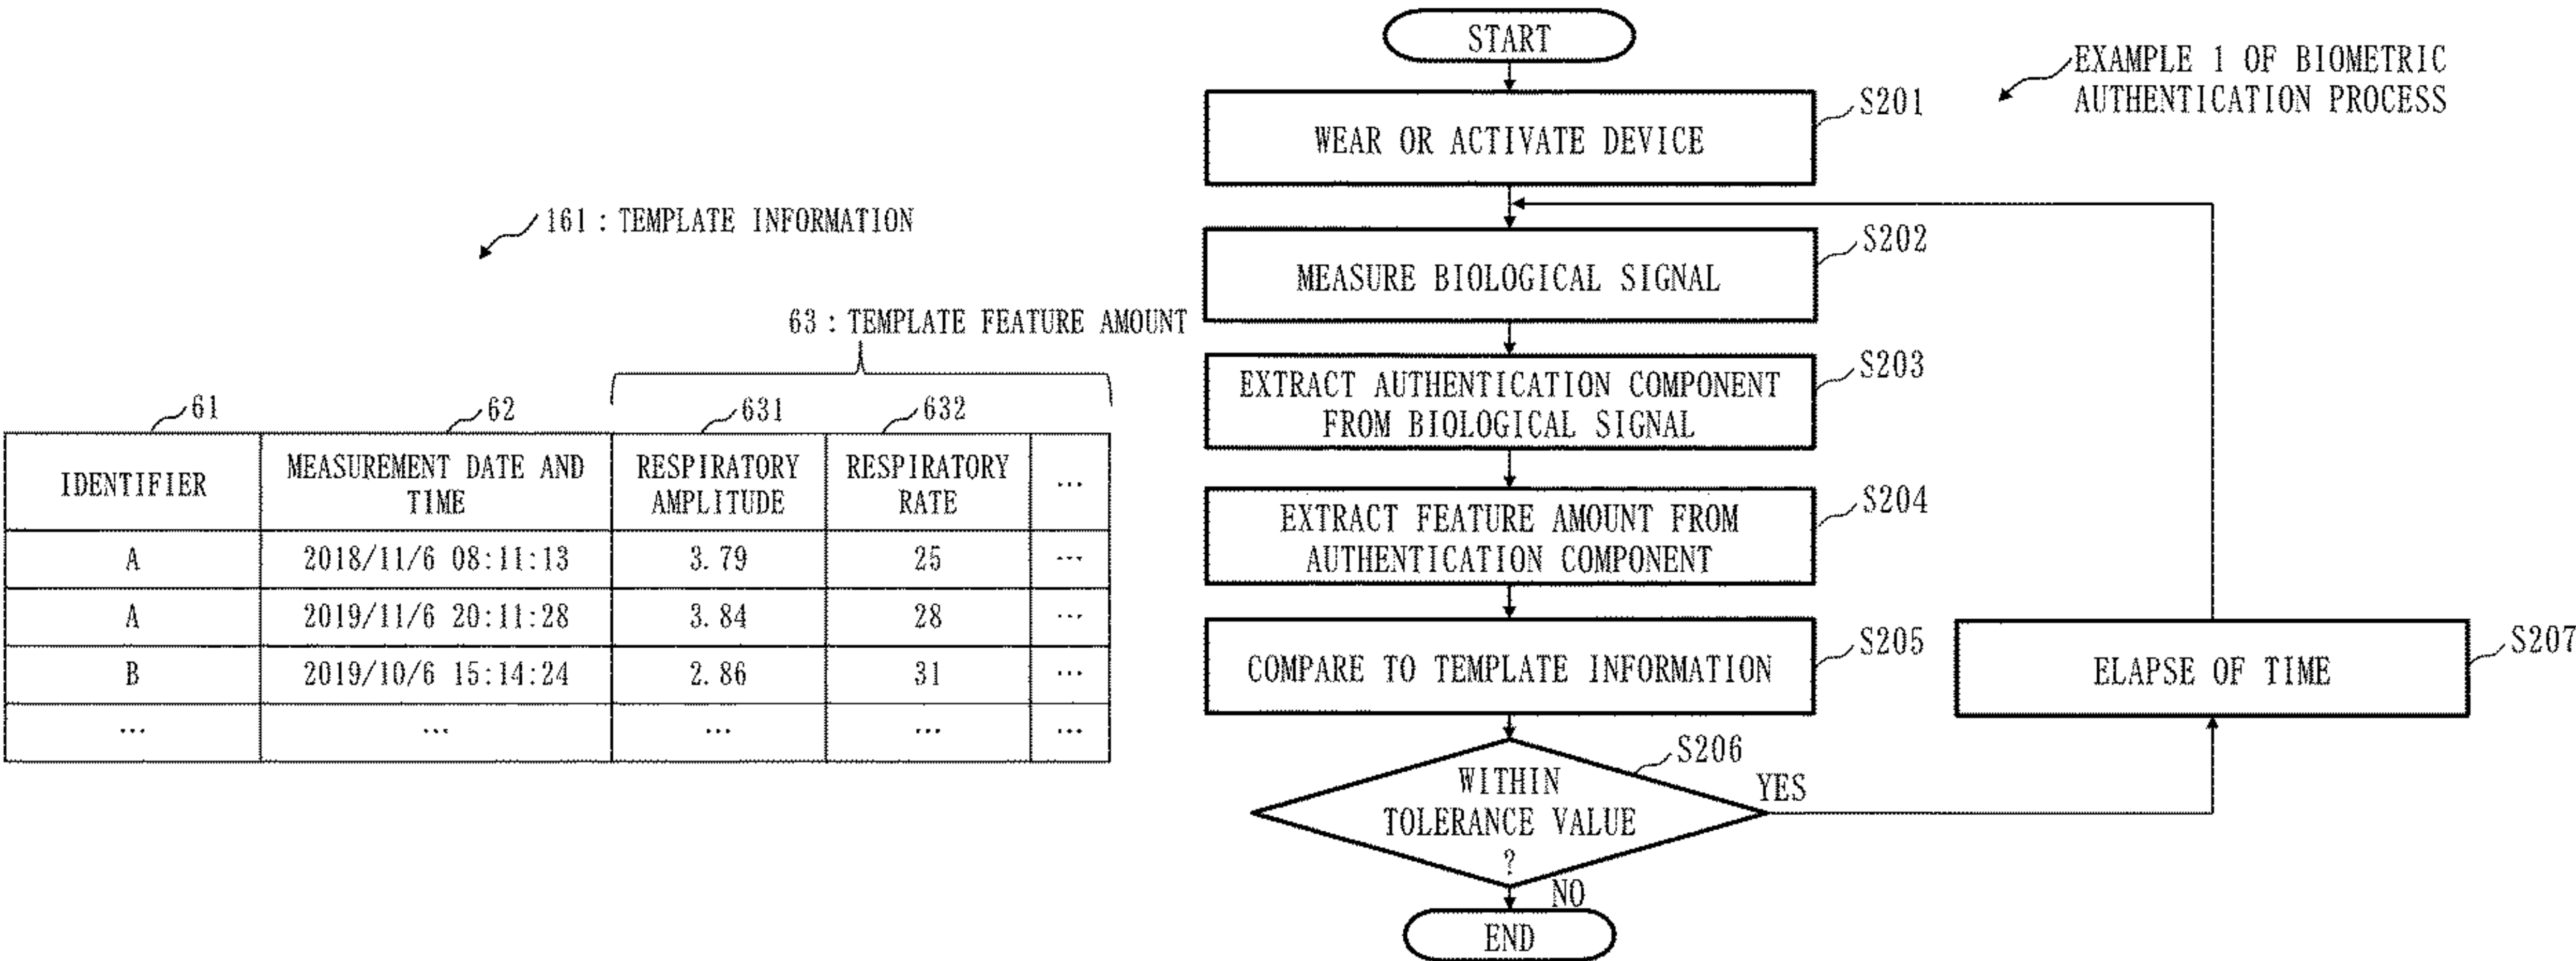 161 : TEMPLATE INFORMATION
63 : TEMPLATE FEATURE AMOUNT
61
62
631
632
IDENTIFIER
MEASUREMENT DATE AND
TIME
RESPIRATORY
AMPLITUDE
RESPIRATORY
RATE
...
A
2018/11/6 08:11:13
3.79
25
...
A
2019/11/6 20:11:28
3.84
28
...
B
2019/10/6 15:14:24
2.86
31
...
...
...
...
...
...
START
EXAMPLE 1 OF BIOMETRIC
AUTHENTICATION PROCESS
S201
WEAR OR ACTIVATE DEVICE
S202
MEASURE BIOLOGICAL SIGNAL
S203
EXTRACT AUTHENTICATION COMPONENT
FROM BIOLOGICAL SIGNAL
S204
EXTRACT FEATURE AMOUNT FROM
AUTHENTICATION COMPONENT
S205
COMPARE TO TEMPLATE INFORMATION
S207
ELAPSE OF TIME
S206
WITHIN
TOLERANCE VALUE
?
YES
NO
END